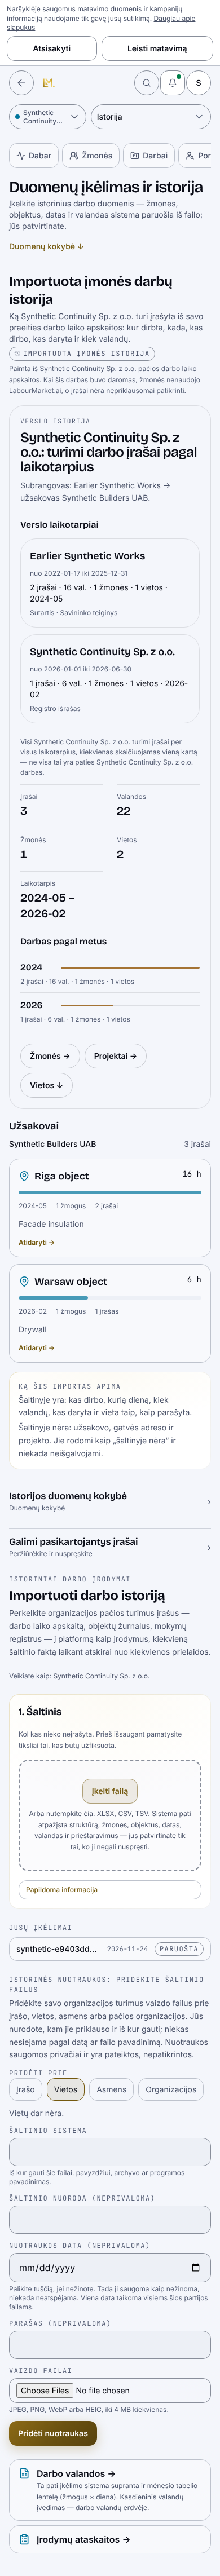 Naršyklėje saugomus matavimo duomenis ir kampanijų
informaciją naudojame tik gavę jūsų sutikimą. Daugiau apie
slapukus
Atsisakyti
Leisti matavimą
S
Synthetic
Continuity...
Istorija
Dabar
Žmonės
Darbai
Por
Duomenų įkėlimas ir istorija
Įkelkite istorinius darbo duomenis — žmones,
objektus, datas ir valandas sistema paruošia iš failo;
jūs patvirtinate.
Duomenų kokybė ↓
Importuota įmonės darbų
istorija
Ką Synthetic Continuity Sp. z o.o. turi įrašyta iš savo
praeities darbo laiko apskaitos: kur dirbta, kada, kas
dirbo, kas daryta ir kiek valandų.
IMPORTUOTA ĮMONĖS ISTORIJA
Paimta iš Synthetic Continuity Sp. z o.o. pačios darbo laiko
apskaitos. Kai šis darbas buvo daromas, žmonės nenaudojo
LabourMarket.ai, o įrašai nėra nepriklausomai patikrinti.
VERSLO ISTORIJA
Synthetic Continuity Sp. z
o.o.: turimi darbo įrašai pagal
laikotarpius
Subrangovas: Earlier Synthetic Works →
užsakovas Synthetic Builders UAB.
Verslo laikotarpiai
Earlier Synthetic Works
nuo 2022-01-17 iki 2025-12-31
2 įrašai · 16 val. · 1 žmonės · 1 vietos ·
2024-05
Sutartis · Savininko teiginys
Synthetic Continuity Sp. z o.o.
nuo 2026-01-01 iki 2026-06-30
1 įrašai · 6 val. · 1 žmonės · 1 vietos · 2026-
02
Registro išrašas
Visi Synthetic Continuity Sp. z o.o. turimi įrašai per
visus laikotarpius, kiekvienas skaičiuojamas vieną kartą
— ne visa tai yra paties Synthetic Continuity Sp. z o.o.
darbas.
Įrašai
3
Valandos
22
Žmonės
1
Vietos
2
Laikotarpis
2024-05 –
2026-02
Darbas pagal metus
2024
2 įrašai · 16 val. · 1 žmonės · 1 vietos
2026
1 įrašai · 6 val. · 1 žmonės · 1 vietos
Žmonės →
Projektai →
Vietos ↓
Užsakovai
Synthetic Builders UAB
3 įrašai
Riga object
16 h
2024-05 1 žmogus 2 įrašai
Facade insulation
Atidaryti →
Warsaw object
6 h
2026-02 1 žmogus 1 įrašas
Drywall
Atidaryti →
KĄ ŠIS IMPORTAS APIMA
Šaltinyje yra: kas dirbo, kurią dieną, kiek
valandų, kas daryta ir vieta taip, kaip parašyta.
Šaltinyje nėra: užsakovo, gatvės adreso ir
projekto. Jie rodomi kaip „šaltinyje nėra“ ir
niekada neišgalvojami.
Istorijos duomenų kokybė
Duomenų kokybė
›
Galimi pasikartojantys įrašai
Peržiūrėkite ir nuspręskite
›
ISTORINIAI DARBO ĮRODYMAI
Importuoti darbo istoriją
Perkelkite organizacijos pačios turimus įrašus —
darbo laiko apskaitą, objektų žurnalus, mokymų
registrus — į platformą kaip įrodymus, kiekvieną
šaltinio faktą laikant atskirai nuo kiekvienos prielaidos.
Veikiate kaip: Synthetic Continuity Sp. z o.o.
1. Šaltinis
Kol kas nieko neįrašyta. Prieš išsaugant pamatysite
tiksliai tai, kas būtų užfiksuota.
Įkelti failą
Arba nutempkite čia. XLSX, CSV, TSV. Sistema pati
atpažįsta struktūrą, žmones, objektus, datas,
valandas ir prieštaravimus — jūs patvirtinate tik
tai, ko ji negali nuspręsti.
Papildoma informacija
JŪSŲ ĮKĖLIMAI
synthetic-e9403dd...
2026-11-24
PARUOŠTA
ISTORINĖS NUOTRAUKOS: PRIDĖKITE ŠALTINIO
FAILUS
Pridėkite savo organizacijos turimus vaizdo failus prie
įrašo, vietos, asmens arba pačios organizacijos. Jūs
nurodote, kam jie priklauso ir iš kur gauti; niekas
nesiejama pagal datą ar failo pavadinimą. Nuotraukos
saugomos privačiai ir yra pateiktos, nepatikrintos.
PRIDĖTI PRIE
Įrašo
Vietos
Asmens
Organizacijos
Vietų dar nėra.
ŠALTINIO SISTEMA
Iš kur gauti šie failai, pavyzdžiui, archyvo ar programos
pavadinimas.
ŠALTINIO NUORODA (NEPRIVALOMA)
NUOTRAUKOS DATA (NEPRIVALOMA)
mm/dd/yyyy
Palikite tuščią, jei nežinote. Tada ji saugoma kaip nežinoma,
niekada neatspėjama. Viena data taikoma visiems šios partijos
failams.
PARAŠAS (NEPRIVALOMA)
VAIZDO FAILAI
Choose Files No file chosen
JPEG, PNG, WebP arba HEIC, iki 4 MB kiekvienas.
Pridėti nuotraukas
Darbo valandos →
Ta pati įkėlimo sistema supranta ir mėnesio tabelio
lentelę (žmogus × diena). Kasdieninis valandų
įvedimas — darbo valandų erdvėje.
Įrodymų ataskaitos →